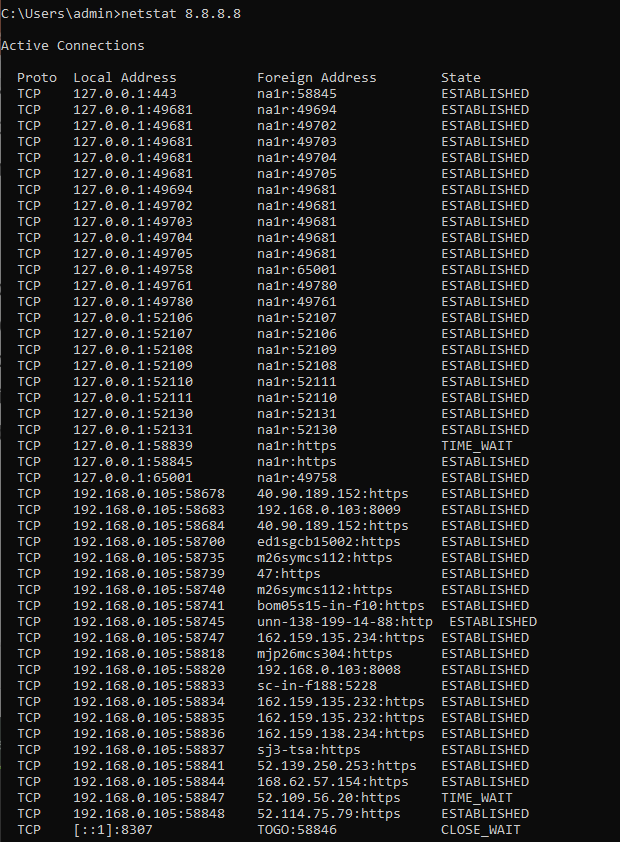 C:\Users\admin>netstat 8.8.8.8
Active Connections
Proto Local Address Foreign Address State
TCP 127.0.0.1:443 na1r:58845 ESTABLISHED
TCP 127.0.0.1:49681 na1r:49694 ESTABLISHED
TCP 127.0.0.1:49681 na1r:49702 ESTABLISHED
TCP 127.0.0.1:49681 na1r:49703 ESTABLISHED
TCP 127.0.0.1:49681 na1r:49704 ESTABLISHED
TCP 127.0.0.1:49681 na1r:49705 ESTABLISHED
TCP 127.0.0.1:49694 na1r:49681 ESTABLISHED
TCP 127.0.0.1:49702 na1r:49681 ESTABLISHED
TCP 127.0.0.1:49703 na1r:49681 ESTABLISHED
TCP 127.0.0.1:49704 na1r:49681 ESTABLISHED
TCP 127.0.0.1:49705 na1r:49681 ESTABLISHED
TCP 127.0.0.1:49758 na1r:65001 ESTABLISHED
TCP 127.0.0.1:49761 na1r:49780 ESTABLISHED
TCP 127.0.0.1:49780 na1r:49761 ESTABLISHED
TCP 127.0.0.1:52106 na1r:52107 ESTABLISHED
TCP 127.0.0.1:52107 na1r:52106 ESTABLISHED
TCP 127.0.0.1:52108 na1r:52109 ESTABLISHED
TCP 127.0.0.1:52109 na1r:52108 ESTABLISHED
TCP 127.0.0.1:52110 na1r:52111 ESTABLISHED
TCP 127.0.0.1:52111 na1r:52110 ESTABLISHED
TCP 127.0.0.1:52130 na1r:52131 ESTABLISHED
TCP 127.0.0.1:52131 na1r:52130 ESTABLISHED
TCP 127.0.0.1:58839 na1r:https TIME_WAIT
TCP 127.0.0.1:58845 na1r:https ESTABLISHED
TCP 127.0.0.1:65001 na1r:49758 ESTABLISHED
TCP 192.168.0.105:58678 40.90.189.152:https ESTABLISHED
TCP 192.168.0.105:58683 192.168.0.103:8009 ESTABLISHED
TCP 192.168.0.105:58684 40.90.189.152:https ESTABLISHED
TCP 192.168.0.105:58700 ed1sgcb15002:https ESTABLISHED
TCP 192.168.0.105:58735 m26symcs112:https ESTABLISHED
TCP 192.168.0.105:58739 47:https ESTABLISHED
TCP 192.168.0.105:58740 m26symcs112:https ESTABLISHED
TCP 192.168.0.105:58741 bom05s15-in-f10:https ESTABLISHED
TCP 192.168.0.105:58745 unn-138-199-14-88:http ESTABLISHED
TCP 192.168.0.105:58747 162.159.135.234:https ESTABLISHED
TCP 192.168.0.105:58818 mjp26mcs304:https ESTABLISHED
TCP 192.168.0.105:58820 192.168.0.103:8008 ESTABLISHED
TCP 192.168.0.105:58833 sc-in-f188:5228 ESTABLISHED
TCP 192.168.0.105:58834 162.159.135.232:https ESTABLISHED
TCP 192.168.0.105:58835 162.159.135.232:https ESTABLISHED
TCP 192.168.0.105:58836 162.159.138.234:https ESTABLISHED
TCP 192.168.0.105:58837 sj3-tsa:https ESTABLISHED
TCP 192.168.0.105:58841 52.139.250.253:https ESTABLISHED
TCP 192.168.0.105:58844 168.62.57.154:https ESTABLISHED
TCP 192.168.0.105:58847 52.109.56.20:https TIME_WAIT
TCP 192.168.0.105:58848 52.114.75.79:https ESTABLISHED
TCP [::1]:8307 TOGO:58846 CLOSE_WAIT